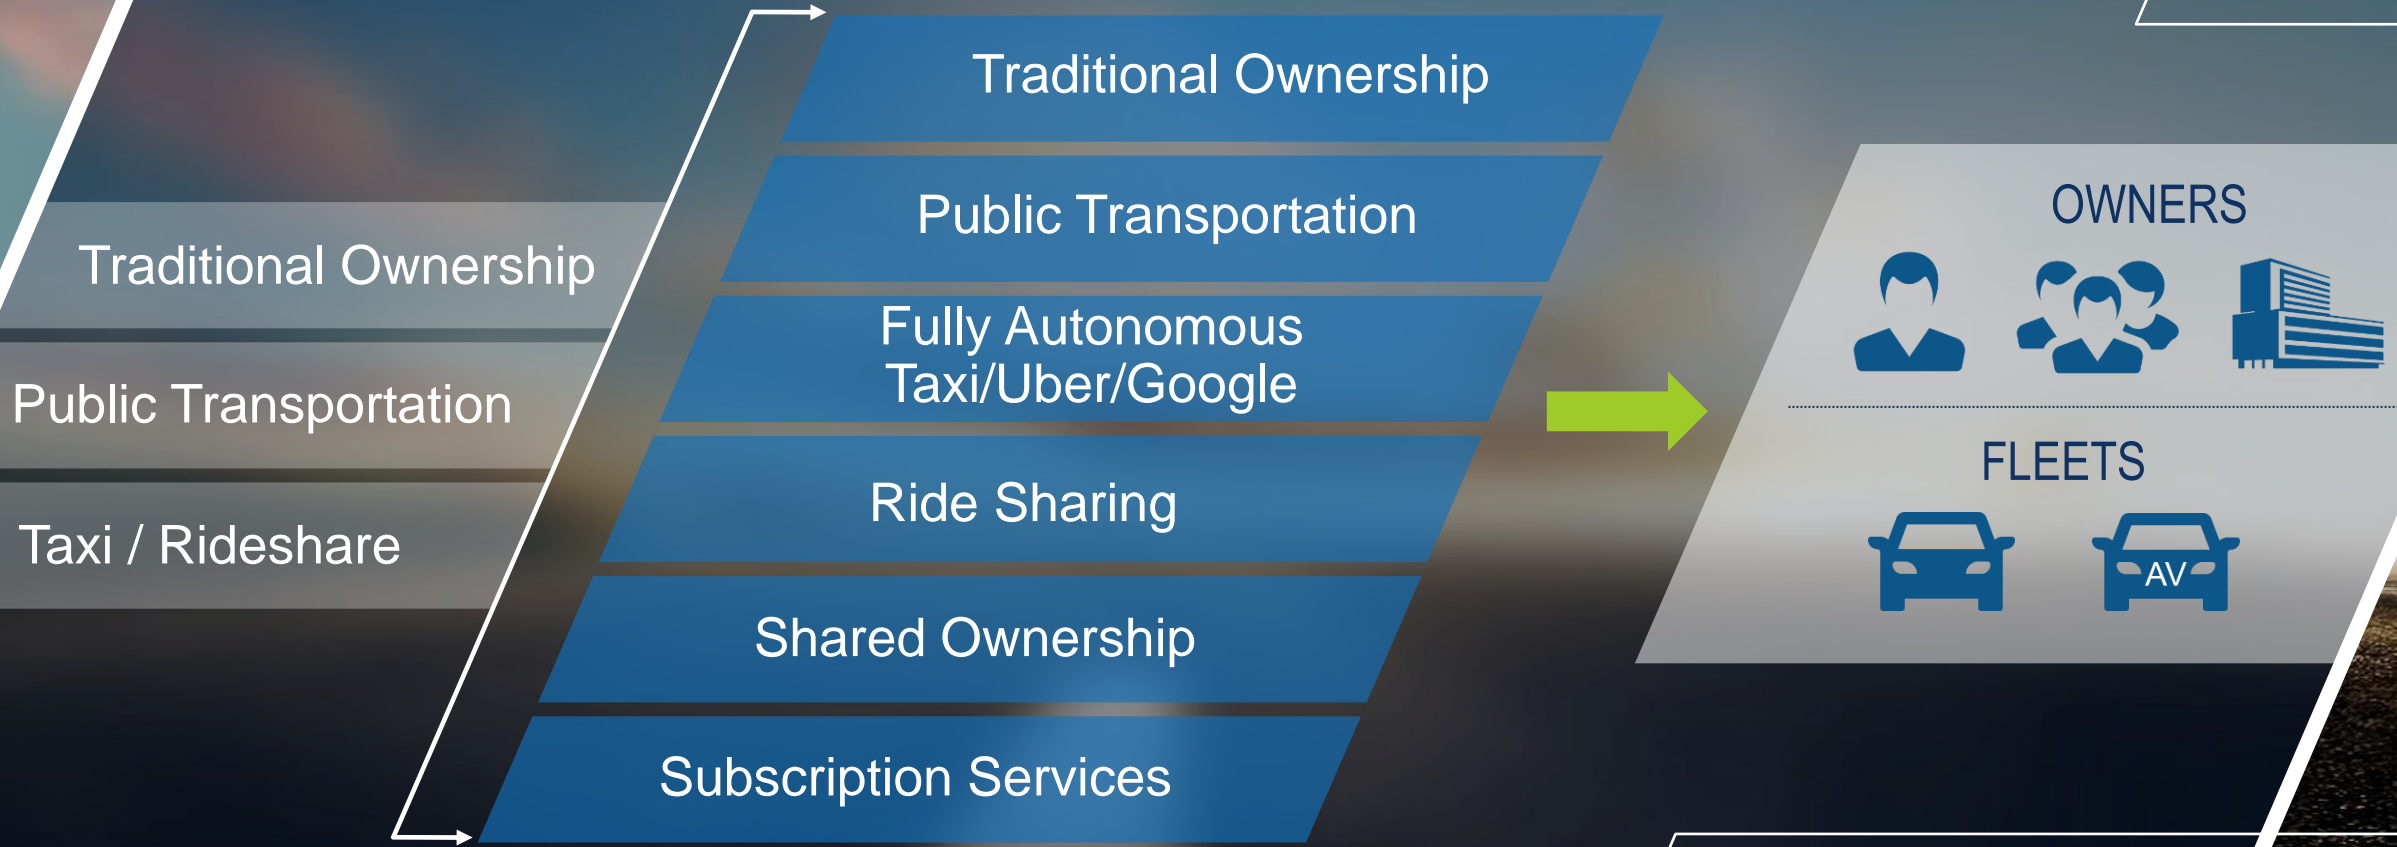 Traditional Ownership
Public Transportation
Taxi / Rideshare
Traditional Ownership
Public Transportation
Fully Autonomous
Taxi/Uber/Google
Ride Sharing
Shared Ownership
Subscription Services
OWNERS
FLEETS
AV